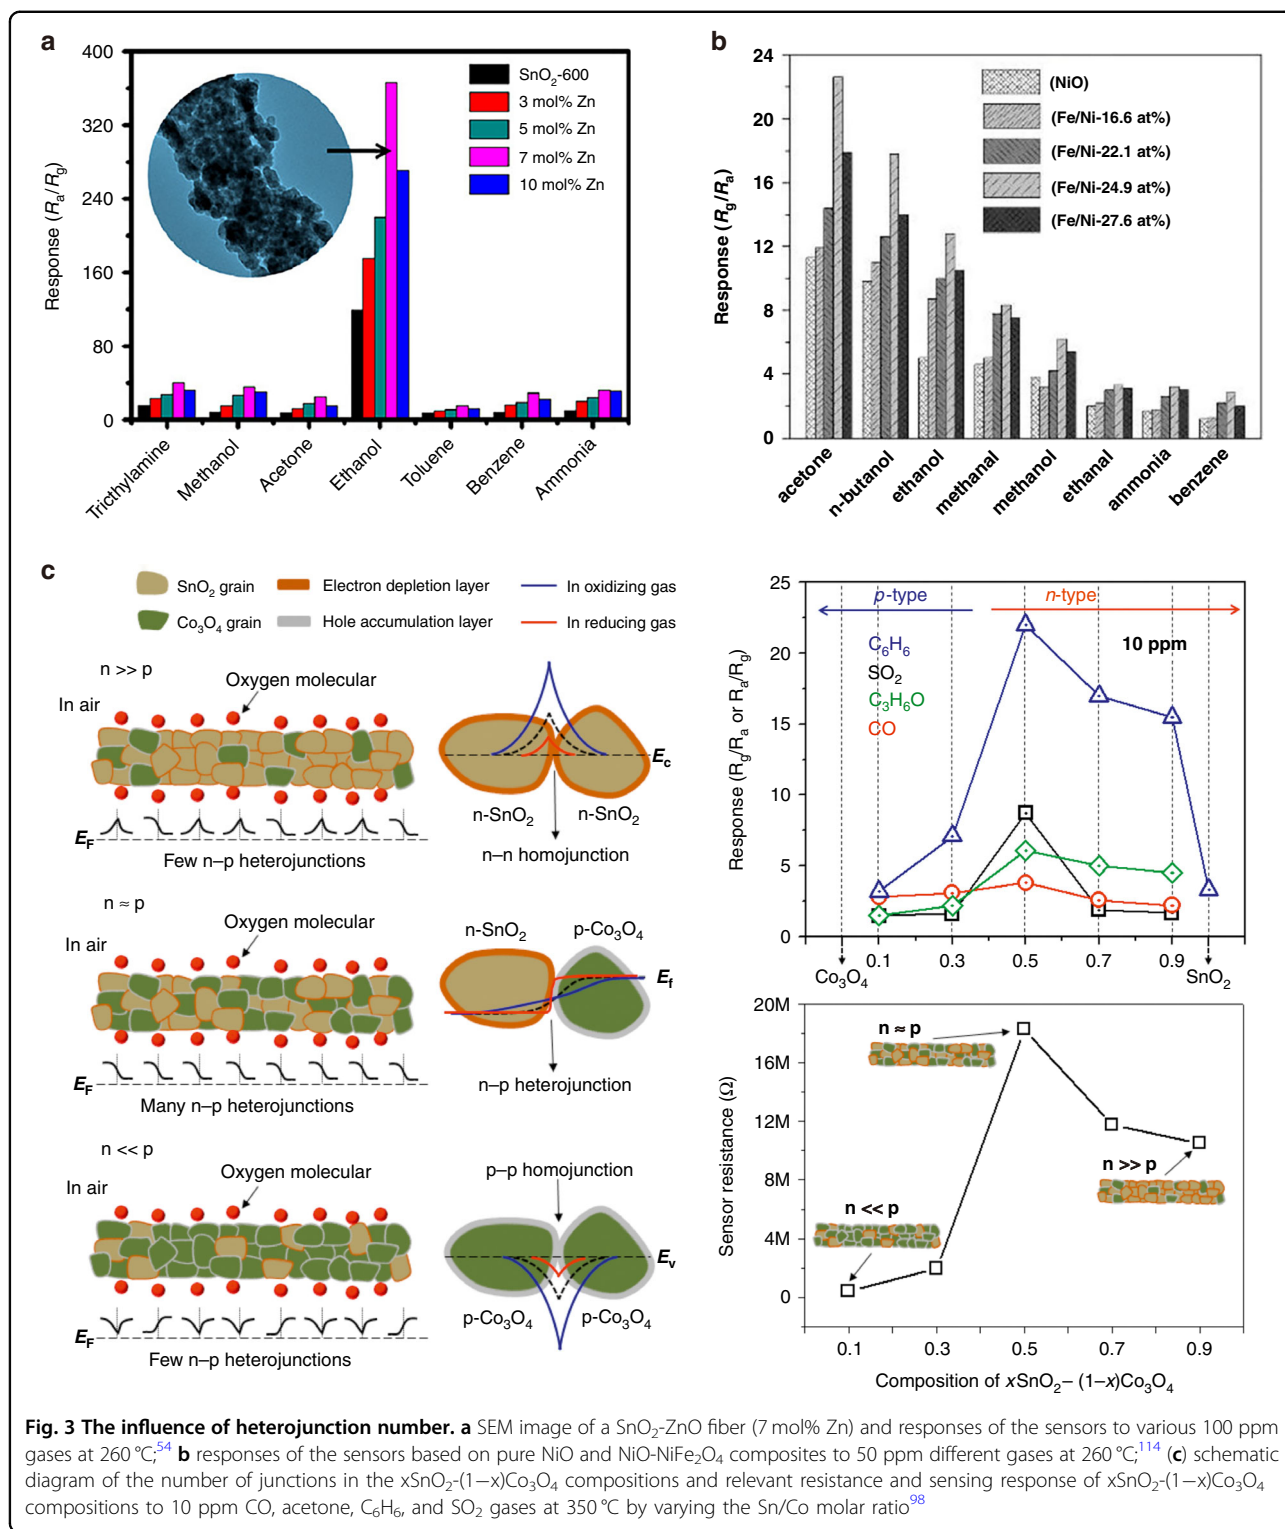 a
400
320
240
160
80
0
Response (Ra/Rg)
SnO2-600
3 mol% Zn
5 mol% Zn
7 mol% Zn
10 mol% Zn
Tricthylamine
Methanol
Acetone
Ethanol
Toluene
Benzene
Ammonia
b
24
20
16
12
8
4
0
Response (Rg/Ra)
(NiO)
(Fe/Ni-16.6 at%)
(Fe/Ni-22.1 at%)
(Fe/Ni-24.9 at%)
(Fe/Ni-27.6 at%)
acetone
n-butanol
ethanol
methanal
methanol
ethanal
ammonia
benzene
c
SnO2 grain
Electron depletion layer
In oxidizing gas
Co3O4 grain
Hole accumulation layer
In reducing gas
n >> p
Oxygen molecular
In air
EF
Few n–p heterojunctions
Ec
n-SnO2 n-SnO2
n–n homojunction
n ≈ p
Oxygen molecular
In air
EF
Many n–p heterojunctions
n-SnO2 p-Co3O4
Ef
n–p heterojunction
n << p
Oxygen molecular
In air
EF
Few n–p heterojunctions
p–p homojunction
Ev
p-Co3O4 p-Co3O4
25
20
15
10
5
0
Response (Rg/Ra or Ra/Rg)
p-type n-type
C6H6
SO2
C3H6O
CO
10 ppm
0.1 0.3 0.5 0.7 0.9
Co3O4 SnO2
20M
16M
12M
8M
4M
0
Sensor resistance (Ω)
n ≈ p
n >> p
n << p
0.1 0.3 0.5 0.7 0.9
Composition of xSnO2– (1–x)Co3O4
Fig. 3 The influence of heterojunction number. a SEM image of a SnO2-ZnO fiber (7 mol% Zn) and responses of the sensors to various 100 ppm
gases at 260 °C;54 b responses of the sensors based on pure NiO and NiO-NiFe2O4 composites to 50 ppm different gases at 260 °C;114 (c) schematic
diagram of the number of junctions in the xSnO2-(1−x)Co3O4 compositions and relevant resistance and sensing response of xSnO2-(1−x)Co3O4
compositions to 10 ppm CO, acetone, C6H6, and SO2 gases at 350 °C by varying the Sn/Co molar ratio98